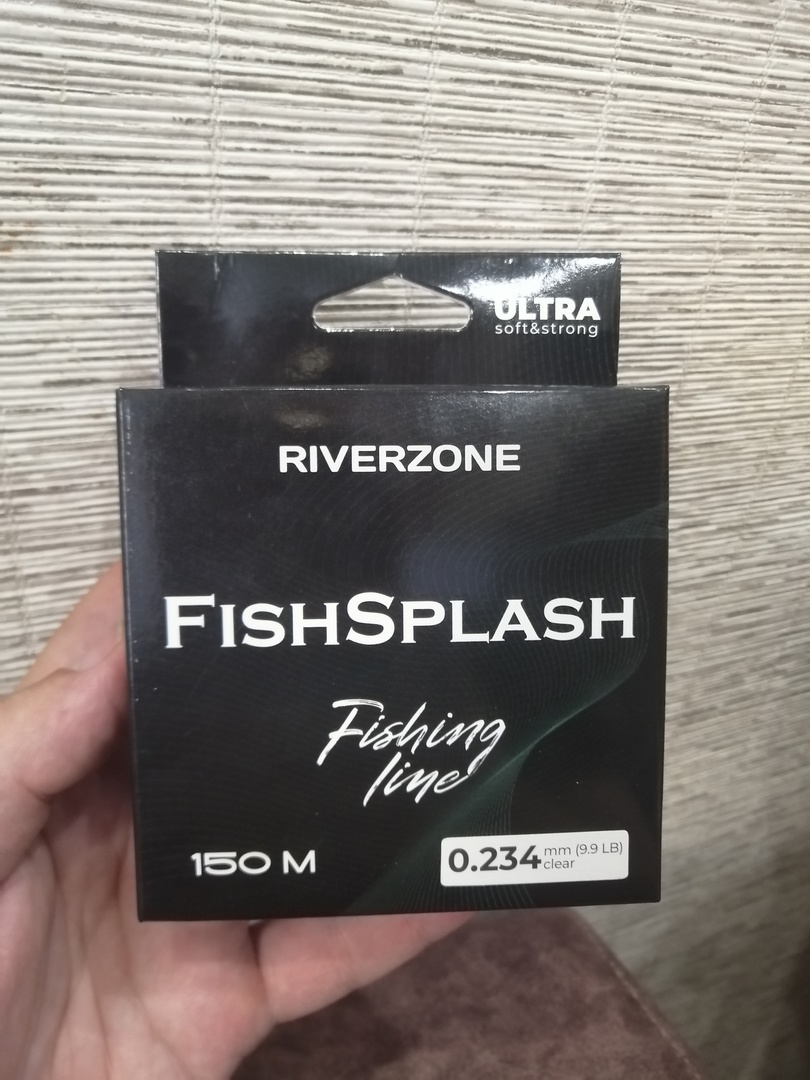 ULTRA
soft&strong
RIVERZONE
FISHSPLASH
Fishing
line
150 M
0.234 mm (9.9 LB)
clear